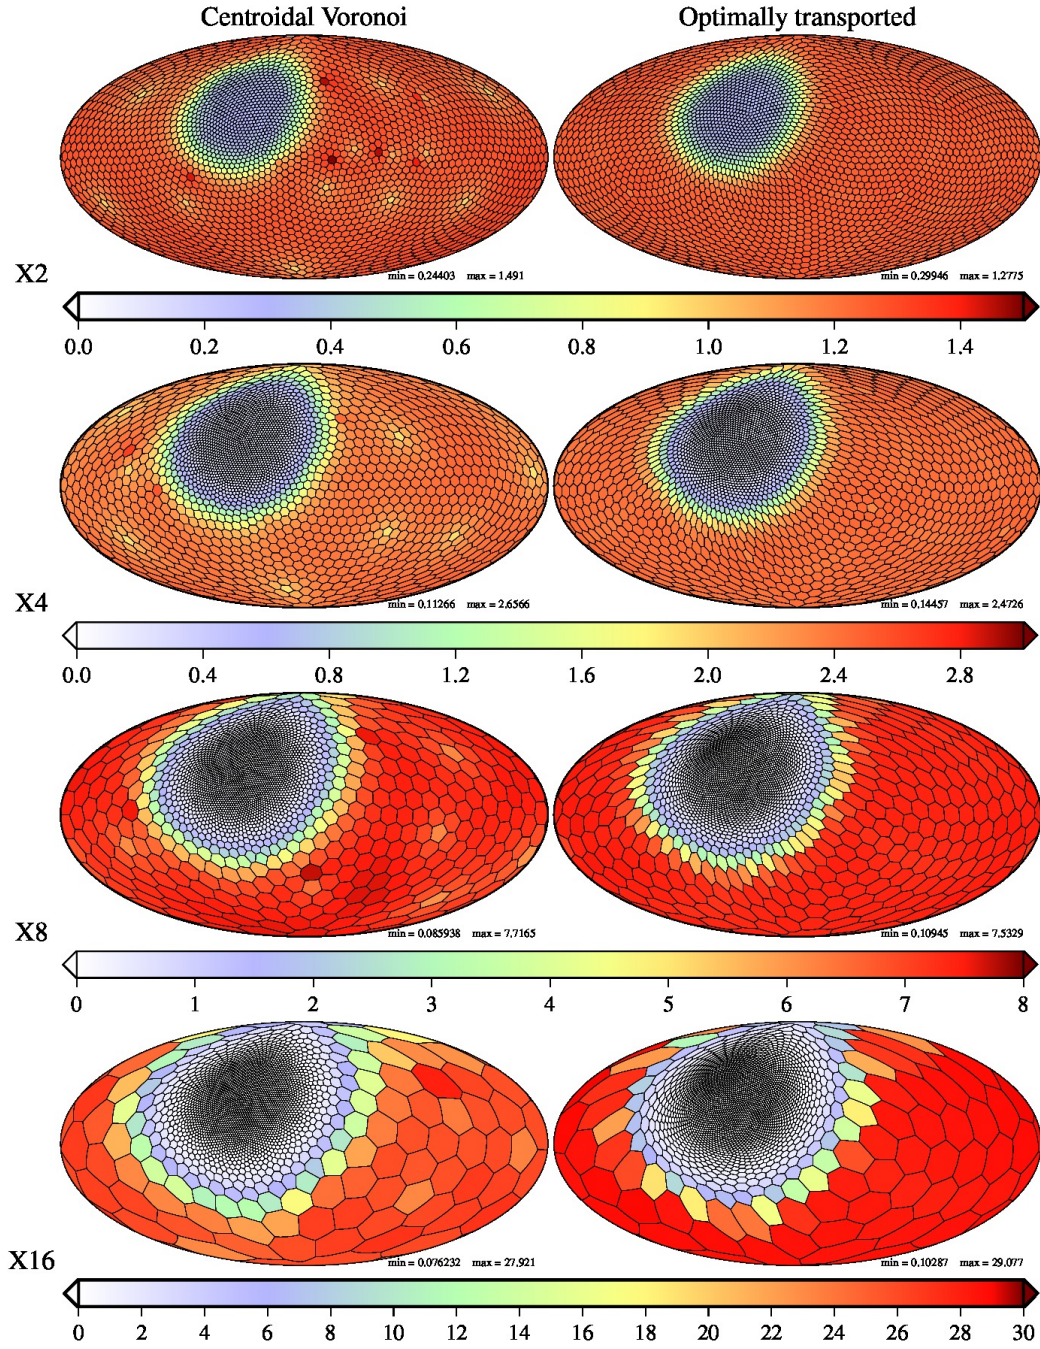 Centroidal Voronoi Optimally transported
X2 min = 0.24403 max = 1.491 min = 0.29946 max = 1.2775
0.0 0.2 0.4 0.6 0.8 1.0 1.2 1.4
X4 min = 0.11266 max = 2.6566 min = 0.14457 max = 2.4726
0.0 0.4 0.8 1.2 1.6 2.0 2.4 2.8
X8 min = 0.085938 max = 7.7165 min = 0.10945 max = 7.5329
0 1 2 3 4 5 6 7 8
X16 min = 0.076232 max = 27.921 min = 0.10287 max = 29.077
0 2 4 6 8 10 12 14 16 18 20 22 24 26 28 30